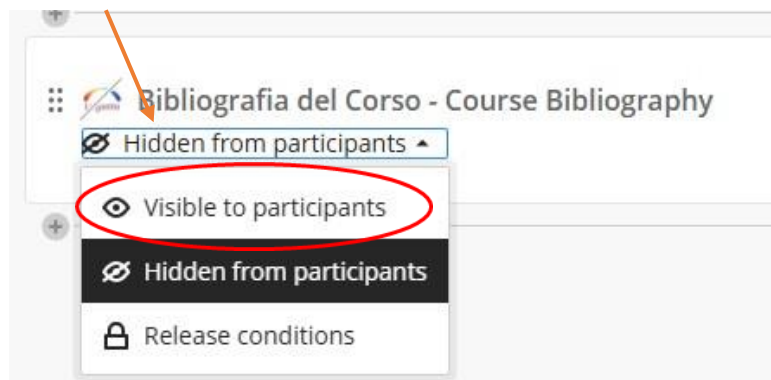 Bibliografia del Corso - Course Bibliography
Hidden from participants
Visible to participants
Hidden from participants
Release conditions